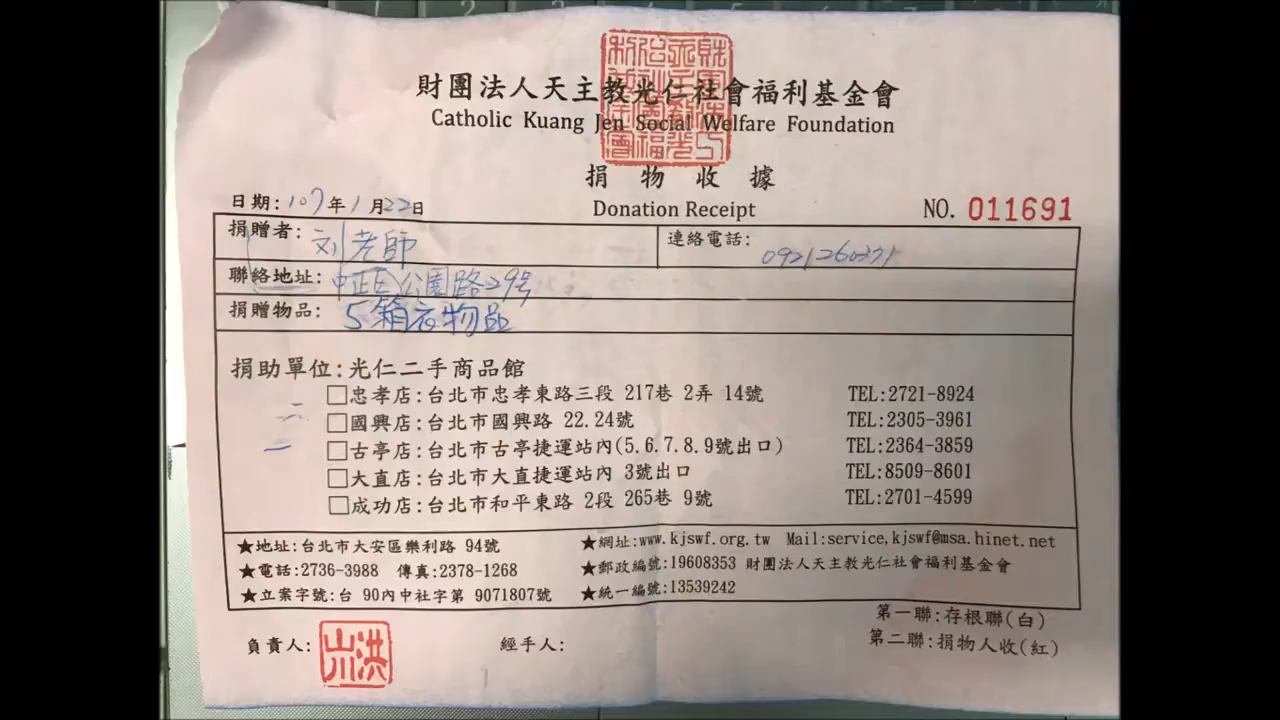 財團法人天主教光仁社會福利基金會
Catholic Kuang Jen Social Welfare Foundation
捐物收據
日期:107年1月22日
Donation Receipt
NO. 011691
捐贈者:刘老師
連絡電話:
聯絡地址:中正區公園路29号
捐贈物品:5箱衣物品
捐助單位:光仁二手商品館
□忠孝店:台北市忠孝東路三段 217巷 2弄 14號 TEL:2721-8924
□國興店:台北市國興路 22.24號 TEL:2305-3961
□古亭店:台北市古亭捷運站內(5.6.7.8.9號出口) TEL:2364-3859
□大直店:台北市大直捷運站內 3號出口 TEL:8509-8601
□成功店:台北市和平東路 2段 265巷 9號 TEL:2701-4599
★地址:台北市大安區樂利路 94號
★電話:2736-3988 傳真:2378-1268
★立案字號:台 90內中社字第 9071807號
★網址:www.kjswf.org.tw Mail:service,kjswf@msa.hinet.net
★郵政編號:19608353 財團法人天主教光仁社會福利基金會
★統一編號:13539242
第一聯:存根聯(白)
第二聯:捐物人收(紅)
負責人:
經手人: